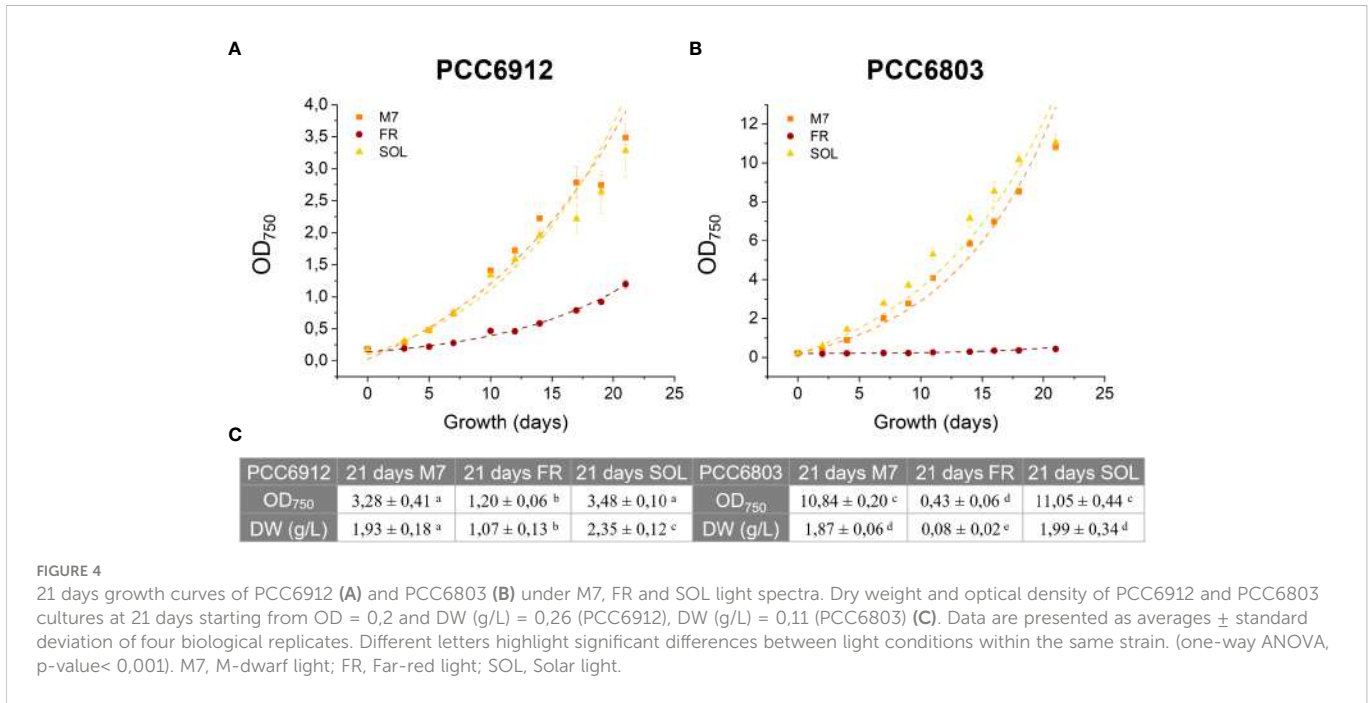 A
PCC6912
4,0
3,5
3,0
2,5
2,0
1,5
1,0
0,5
0,0
OD750
M7
FR
SOL
0 5 10 15 20 25
Growth (days)
B
PCC6803
12
10
8
6
4
2
0
OD750
M7
FR
SOL
0 5 10 15 20 25
Growth (days)
C
PCC6912 21 days M7 21 days FR 21 days SOL PCC6803 21 days M7 21 days FR 21 days SOL
OD750 3,28 ± 0,41 a 1,20 ± 0,06 b 3,48 ± 0,10 a OD750 10,84 ± 0,20 c 0,43 ± 0,06 d 11,05 ± 0,44 c
DW (g/L) 1,93 ± 0,18 a 1,07 ± 0,13 b 2,35 ± 0,12 c DW (g/L) 1,87 ± 0,06 d 0,08 ± 0,02 e 1,99 ± 0,34 d
FIGURE 4
21 days growth curves of PCC6912 (A) and PCC6803 (B) under M7, FR and SOL light spectra. Dry weight and optical density of PCC6912 and PCC6803
cultures at 21 days starting from OD = 0,2 and DW (g/L) = 0,26 (PCC6912), DW (g/L) = 0,11 (PCC6803) (C). Data are presented as averages ± standard
deviation of four biological replicates. Different letters highlight significant differences between light conditions within the same strain. (one-way ANOVA,
p-value< 0,001). M7, M-dwarf light; FR, Far-red light; SOL, Solar light.